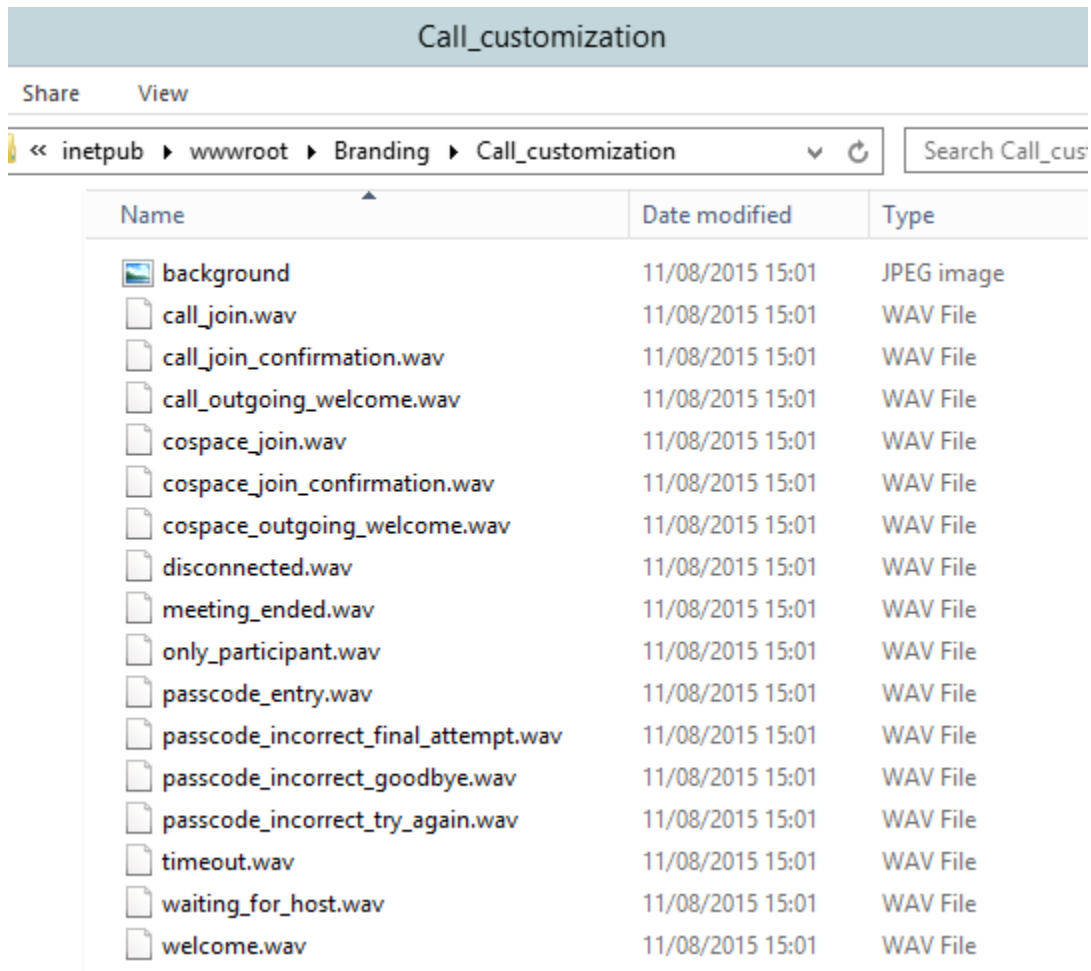 Call_customization
Share View
« inetpub ▸ wwwroot ▸ Branding ▸ Call_customization Search Call_cus
Name Date modified Type
background 11/08/2015 15:01 JPEG image
call_join.wav 11/08/2015 15:01 WAV File
call_join_confirmation.wav 11/08/2015 15:01 WAV File
call_outgoing_welcome.wav 11/08/2015 15:01 WAV File
cospace_join.wav 11/08/2015 15:01 WAV File
cospace_join_confirmation.wav 11/08/2015 15:01 WAV File
cospace_outgoing_welcome.wav 11/08/2015 15:01 WAV File
disconnected.wav 11/08/2015 15:01 WAV File
meeting_ended.wav 11/08/2015 15:01 WAV File
only_participant.wav 11/08/2015 15:01 WAV File
passcode_entry.wav 11/08/2015 15:01 WAV File
passcode_incorrect_final_attempt.wav 11/08/2015 15:01 WAV File
passcode_incorrect_goodbye.wav 11/08/2015 15:01 WAV File
passcode_incorrect_try_again.wav 11/08/2015 15:01 WAV File
timeout.wav 11/08/2015 15:01 WAV File
waiting_for_host.wav 11/08/2015 15:01 WAV File
welcome.wav 11/08/2015 15:01 WAV File